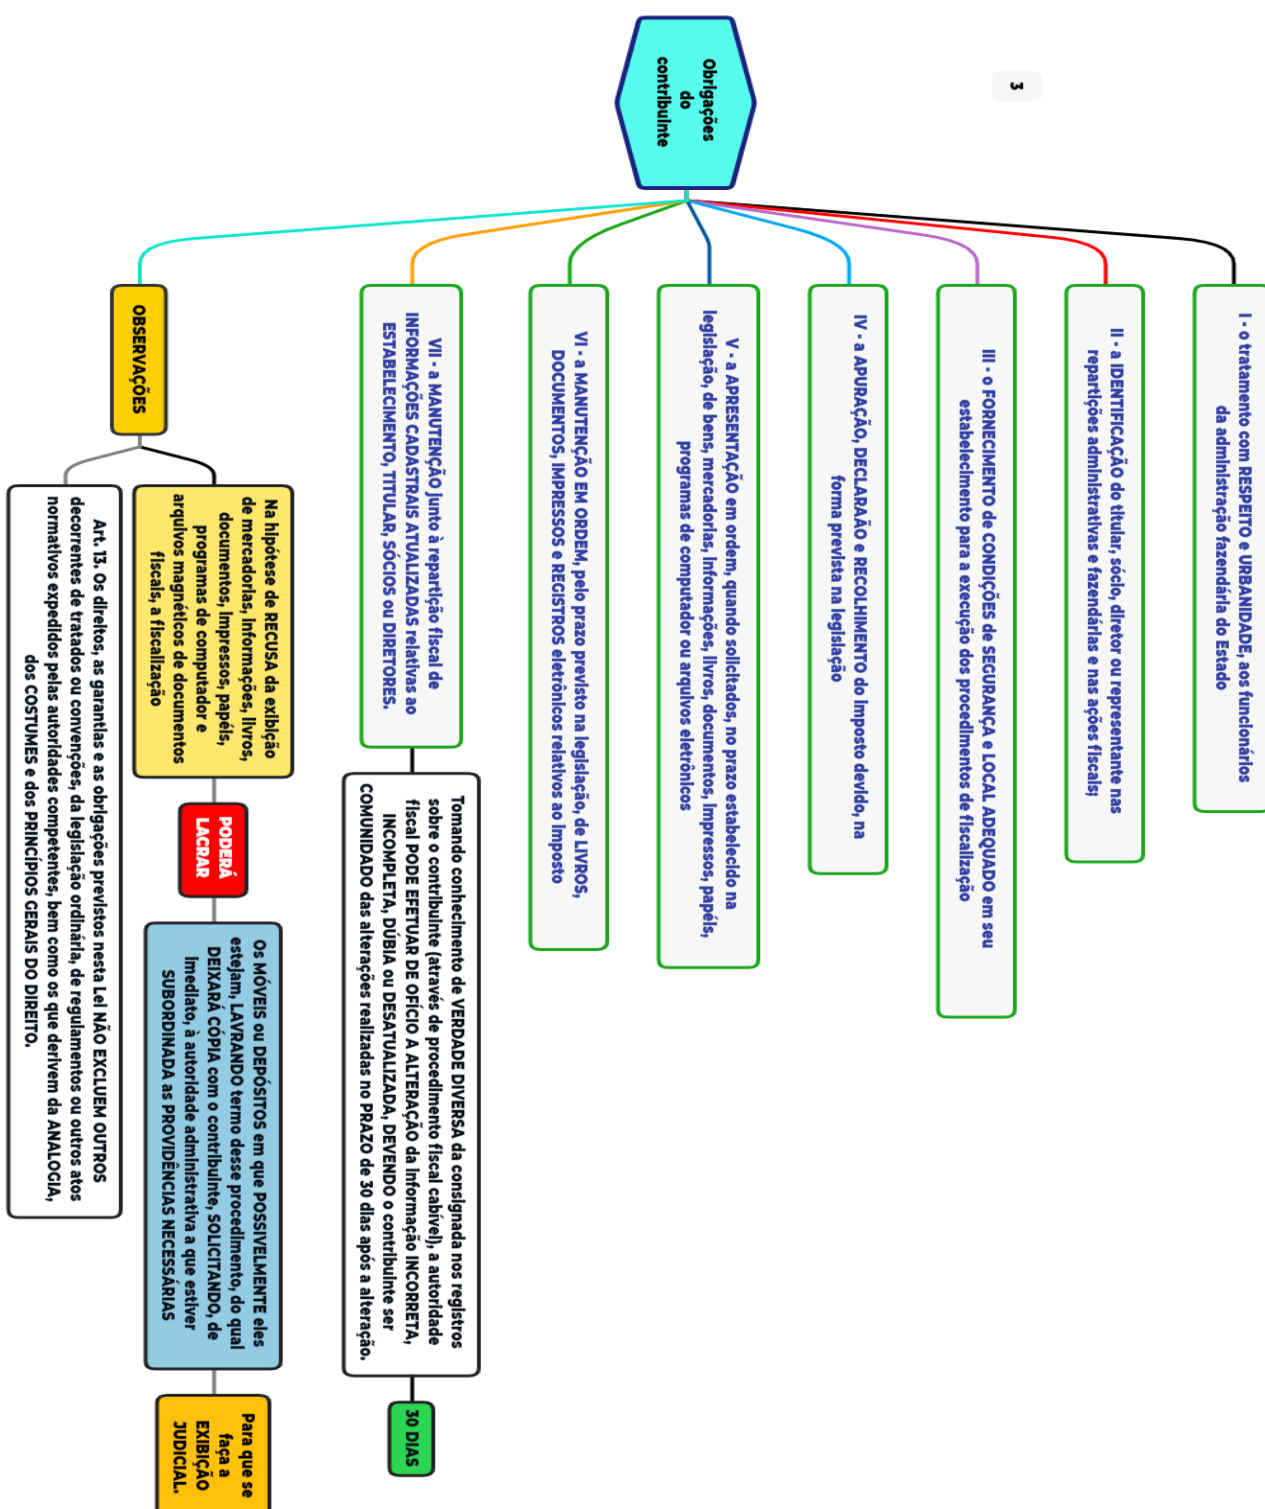 3
Obrigações
do
contribuinte
I - o tratamento com RESPEITO e URBANIDADE, aos funcionários
da administração fazendária do Estado
II - a IDENTIFICAÇÃO do titular, sócio, diretor ou representante nas
repartições administrativas e fazendárias e nas ações fiscais;
III - o FORNECIMENTO de CONDIÇÕES de SEGURANÇA e LOCAL ADEQUADO em seu
estabelecimento para a execução dos procedimentos de fiscalização
IV - a APURAÇÃO, DECLARAÃO e RECOLHIMENTO do imposto devido, na
forma prevista na legislação
V - a APRESENTAÇÃO em ordem, quando solicitados, no prazo estabelecido na
legislação, de bens, mercadorias, informações, livros, documentos, impressos, papéis,
programas de computador ou arquivos eletrônicos
VI - a MANUTENÇÃO EM ORDEM, pelo prazo previsto na legislação, de LIVROS,
DOCUMENTOS, IMPRESSOS e REGISTROS eletrônicos relativos ao imposto
VII - a MANUTENÇÃO junto à repartição fiscal de
INFORMAÇÕES CADASTRAIS ATUALIZADAS relativas ao
ESTABELECIMENTO, TITULAR, SÓCIOS ou DIRETORES.
Tomando conhecimento de VERDADE DIVERSA da consignada nos registros
sobre o contribuinte (através de procedimento fiscal cabível), a autoridade
fiscal PODE EFETUAR DE OFÍCIO A ALTERAÇÃO da informação INCORRETA,
INCOMPLETA, DÚBIA ou DESATUALIZADA, DEVENDO o contribuinte ser
COMUNIDADO das alterações realizadas no PRAZO de 30 dias após a alteração.
30 DIAS
OBSERVAÇÕES
Na hipótese de RECUSA da exibição
de mercadorias, informações, livros,
documentos, impressos, papéis,
programas de computador e
arquivos magnéticos de documentos
fiscais, a fiscalização
PODERÁ
LACRAR
Os MÓVEIS ou DEPÓSITOS em que POSSIVELMENTE eles
estejam, LAVRANDO termo desse procedimento, do qual
DEIXARÁ CÓPIA com o contribuinte, SOLICITANDO, de
imediato, à autoridade administrativa a que estiver
SUBORDINADA as PROVIDÊNCIAS NECESSÁRIAS
Para que se
faça a
EXIBIÇÃO
JUDICIAL.
Art. 13. Os direitos, as garantias e as obrigações previstos nesta Lei NÃO EXCLUEM OUTROS
decorrentes de tratados ou convenções, da legislação ordinária, de regulamentos ou outros atos
normativos expedidos pelas autoridades competentes, bem como os que derivem da ANALOGIA,
dos COSTUMES e dos PRINCÍPIOS GERAIS DO DIREITO.